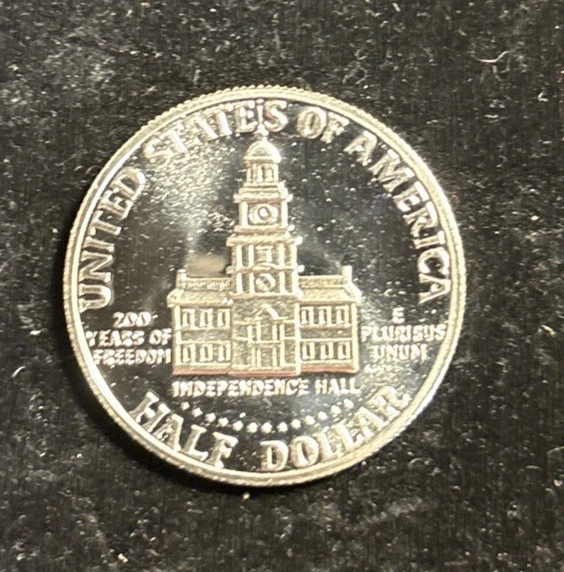 UNITED STATES OF AMERICA
200
YEARS OF
FREEDOM
E
PLURIBUS
UNUM
INDEPENDENCE HALL
HALF DOLLAR